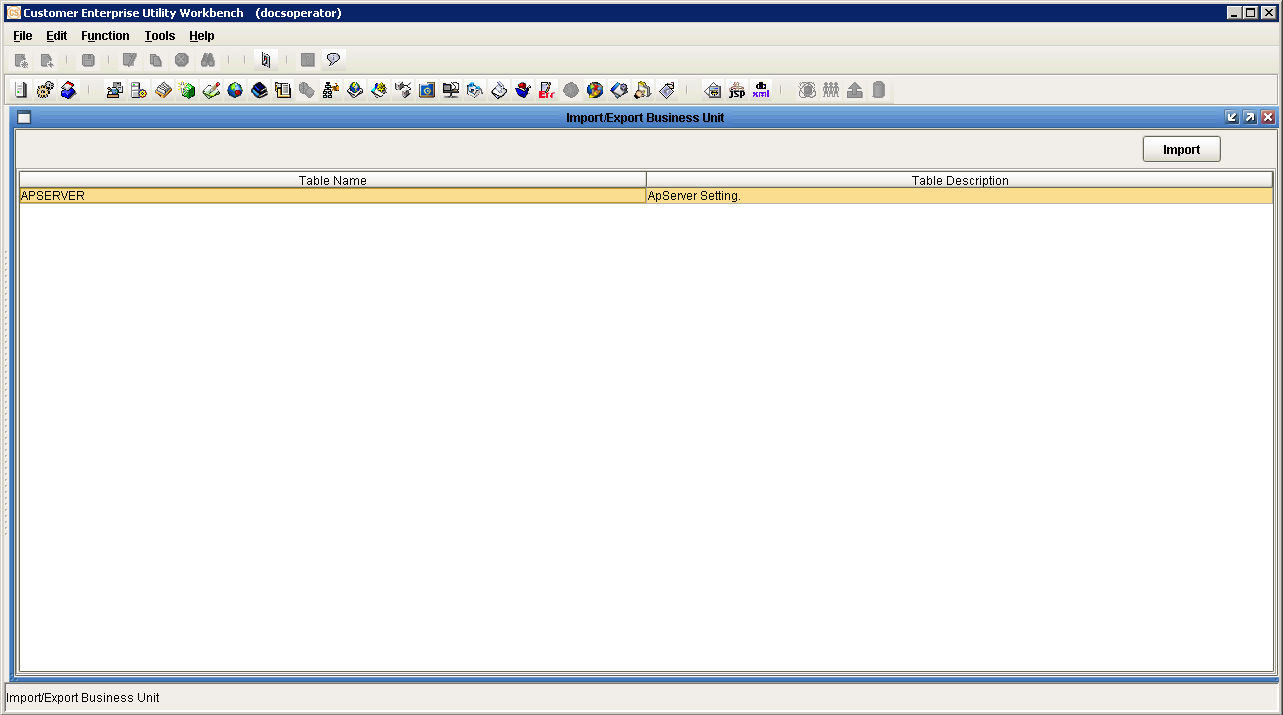 Customer Enterprise Utility Workbench (docsoperator)
File Edit Function Tools Help
JSP xml
Import/Export Business Unit
Import
Table Name Table Description
APSERVER ApServer Setting.
Import/Export Business Unit